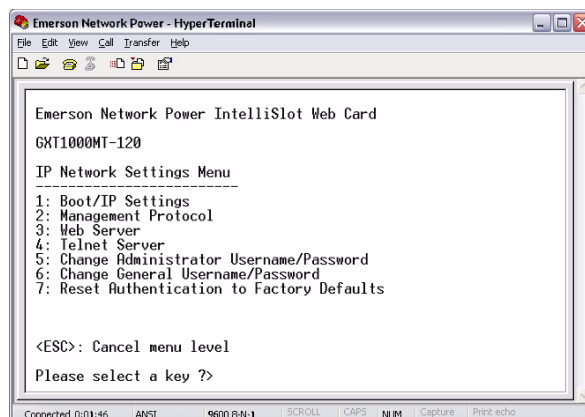 Emerson Network Power - HyperTerminal
File Edit View Call Transfer Help
Emerson Network Power IntelliSlot Web Card
GXT1000MT-120
IP Network Settings Menu
-------------------------
1: Boot/IP Settings
2: Management Protocol
3: Web Server
4: Telnet Server
5: Change Administrator Username/Password
6: Change General Username/Password
7: Reset Authentication to Factory Defaults
<ESC>: Cancel menu level
Please select a key ?>
Connected 0:01:46 ANSI 9600 8-N-1 SCROLL CAPS NUM Capture Print echo